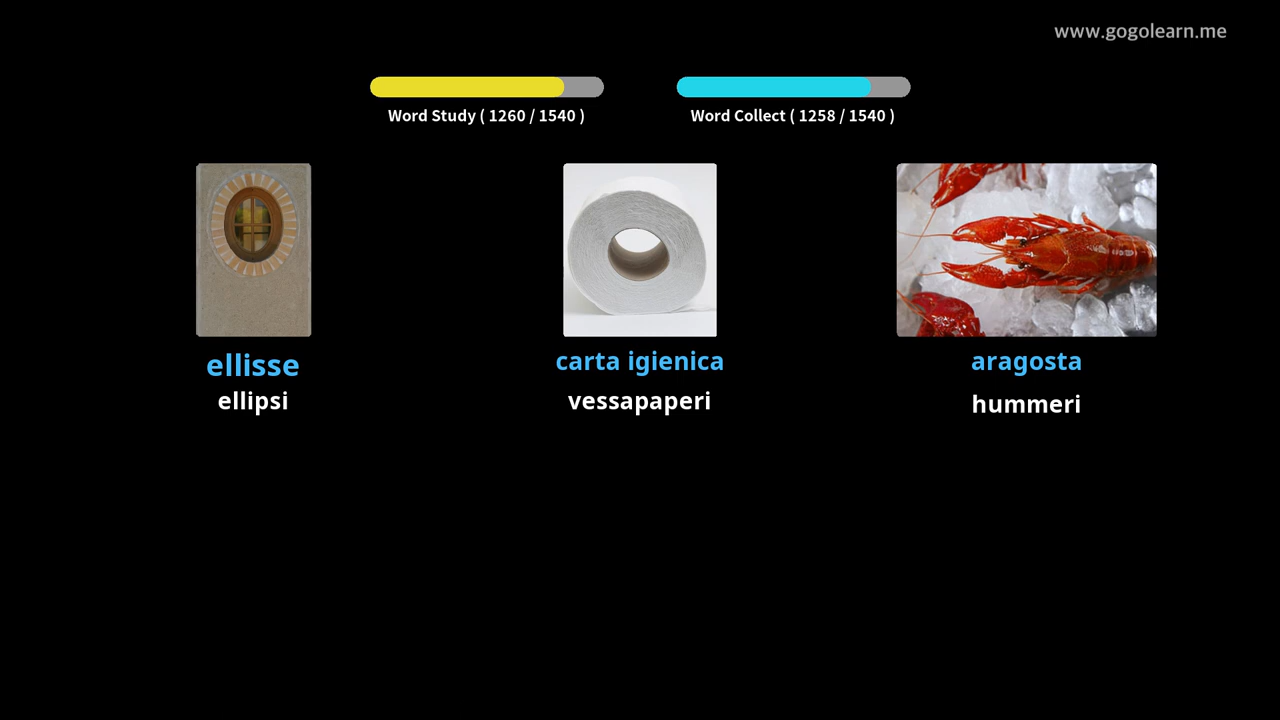 www.gogolearn.me
Word Study ( 1260 / 1540 )
Word Collect ( 1258 / 1540 )
ellisse
ellipsi
carta igienica
vessapaperi
aragosta
hummeri